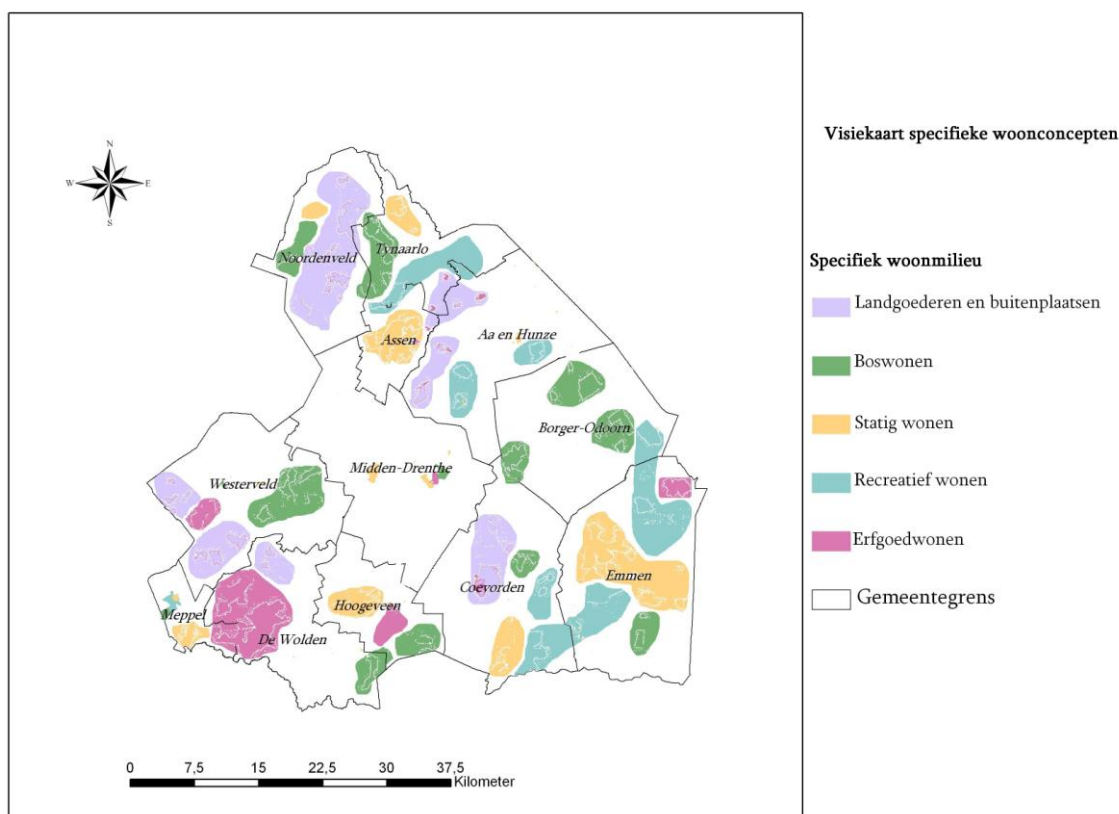 Visiekaart specifieke woonconcepten
Specifiek woonmilieu
Landgoederen en buitenplaatsen
Boswonen
Statig wonen
Recreatief wonen
Erfgoedwonen
Gemeentegrens
N
W E
S
Noordenveld
Tynaarlo
Assen
Aa en Hunze
Borger-Odoorn
Midden-Drenthe
Westerveld
Emmen
Coevorden
Hoogeveen
Meppel
De Wolden
0 7,5 15 22,5 30 37,5
Kilometer